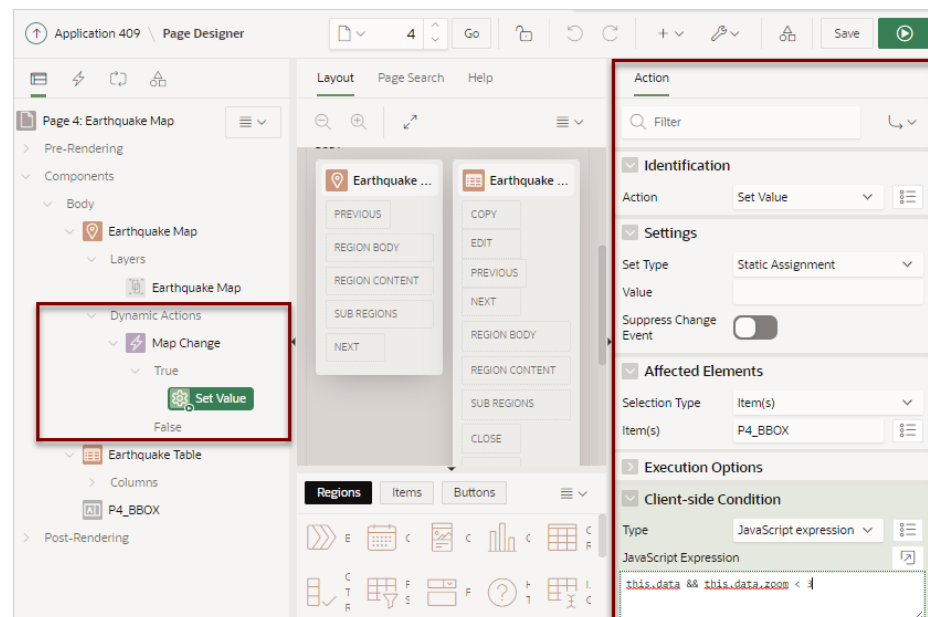 Application 409 \ Page Designer
4
Go
Save
Page 4: Earthquake Map
Pre-Rendering
Components
Body
Earthquake Map
Layers
Earthquake Map
Dynamic Actions
Map Change
True
Set Value
False
Earthquake Table
Columns
P4_BBOX
Post-Rendering
Layout Page Search Help
Earthquake ...
PREVIOUS
REGION BODY
REGION CONTENT
SUB REGIONS
NEXT
Earthquake ...
COPY
EDIT
PREVIOUS
NEXT
REGION BODY
REGION CONTENT
SUB REGIONS
CLOSE
Regions Items Buttons
E C C C C
R
C F F H I.
T S T C
R
Action
Filter
Identification
Action Set Value
Settings
Set Type Static Assignment
Value
Suppress Change
Event
Affected Elements
Selection Type Item(s)
Item(s) P4_BBOX
Execution Options
Client-side Condition
Type JavaScript expression
JavaScript Expression
this.data && this.data.zoom < 3